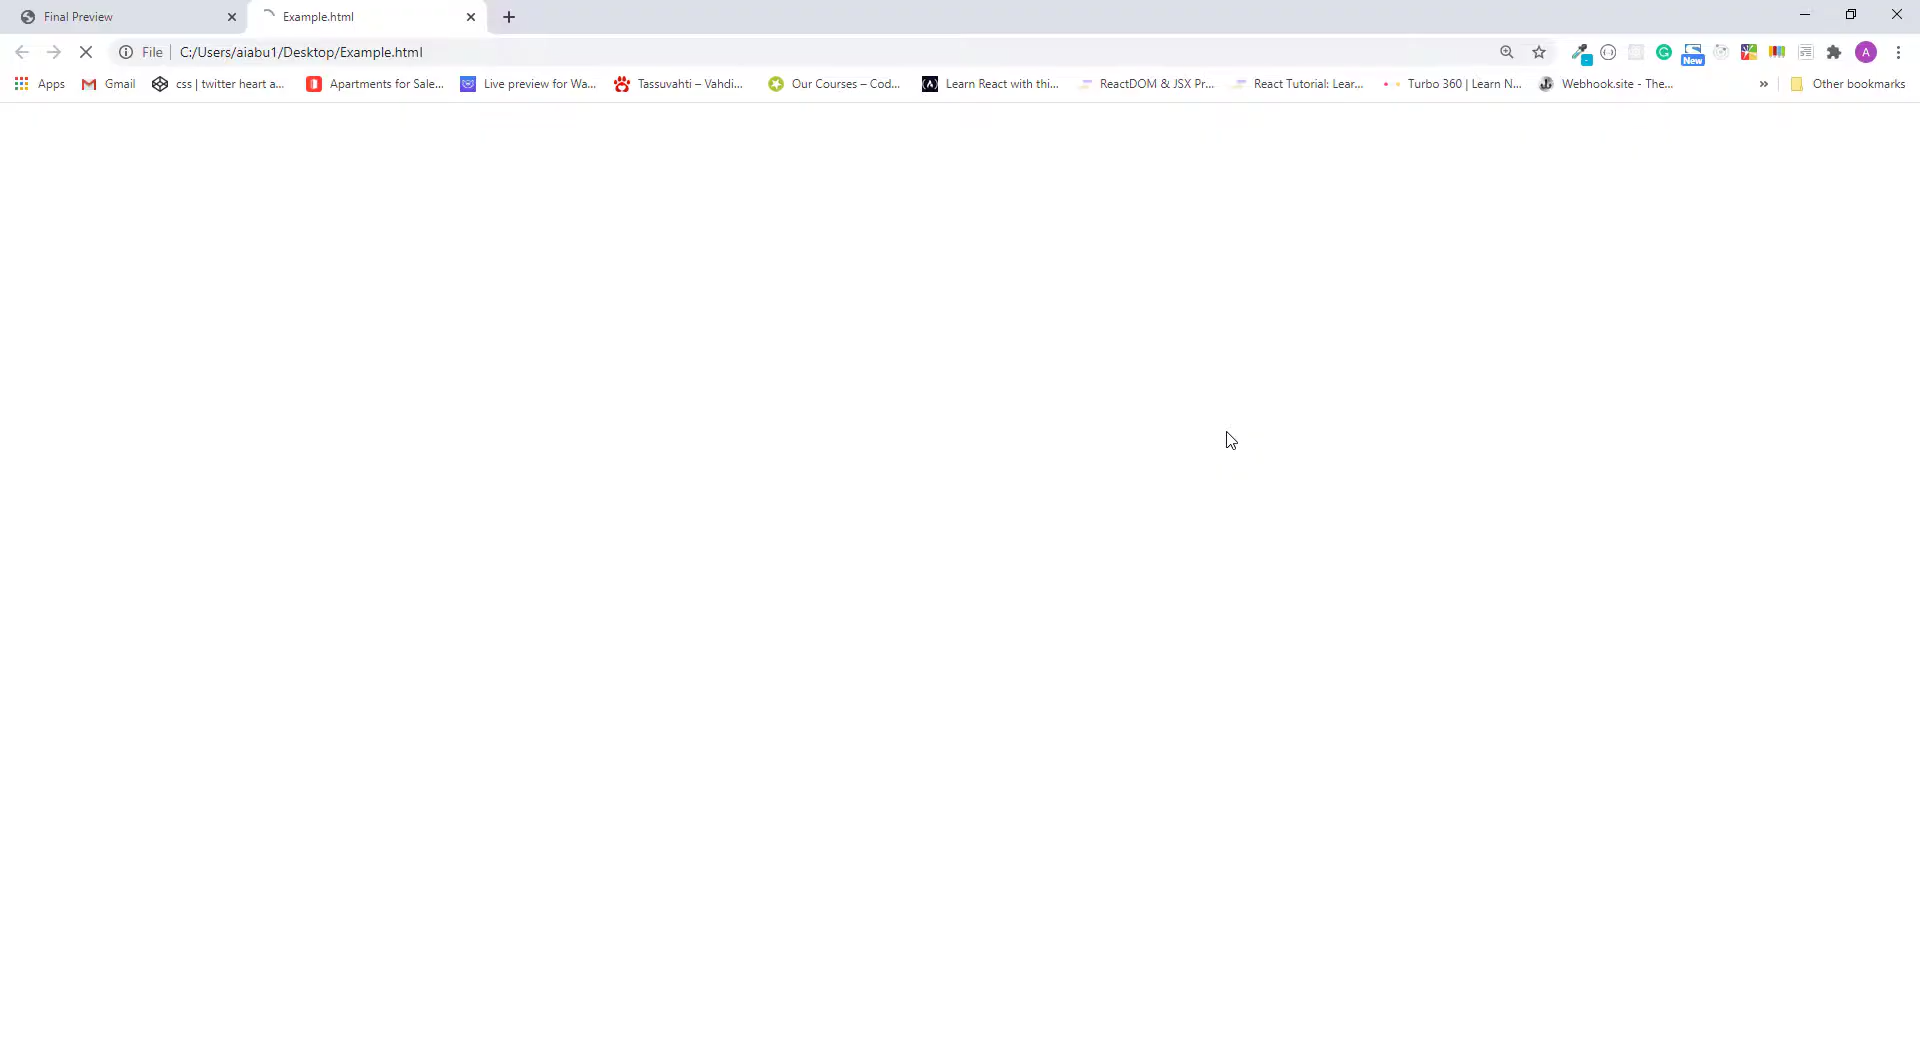 Final Preview
Example.html
File
C:/Users/aiabu1/Desktop/Example.html
New
A
Apps
Gmail
css | twitter heart a...
Apartments for Sale...
Live preview for Wa...
Tassuvahti – Vahdi...
Our Courses – Cod...
Learn React with thi...
ReactDOM & JSX Pr...
React Tutorial: Lear...
Turbo 360 | Learn N...
Webhook.site - The...
»
Other bookmarks